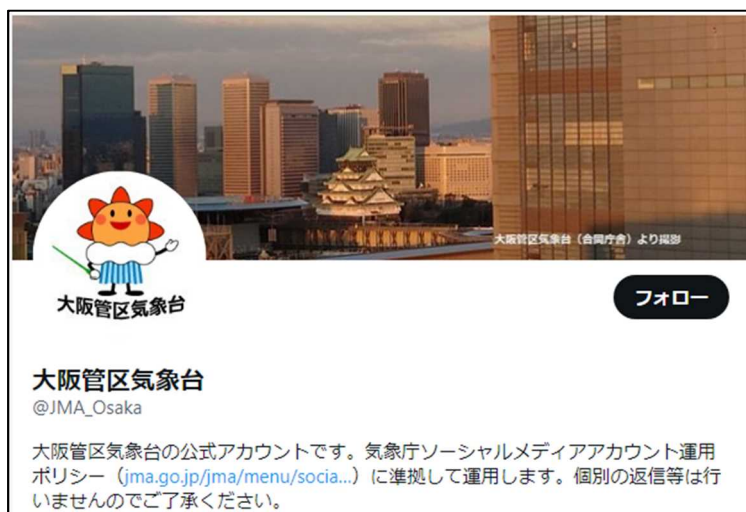 大阪管区気象台（合同庁舎）より撮影
大阪管区気象台
フォロー
大阪管区気象台
@JMA_Osaka
大阪管区気象台の公式アカウントです。気象庁ソーシャルメディアアカウント運用
ポリシー（jma.go.jp/jma/menu/socia...）に準拠して運用します。個別の返信等は行
いませんのでご了承ください。